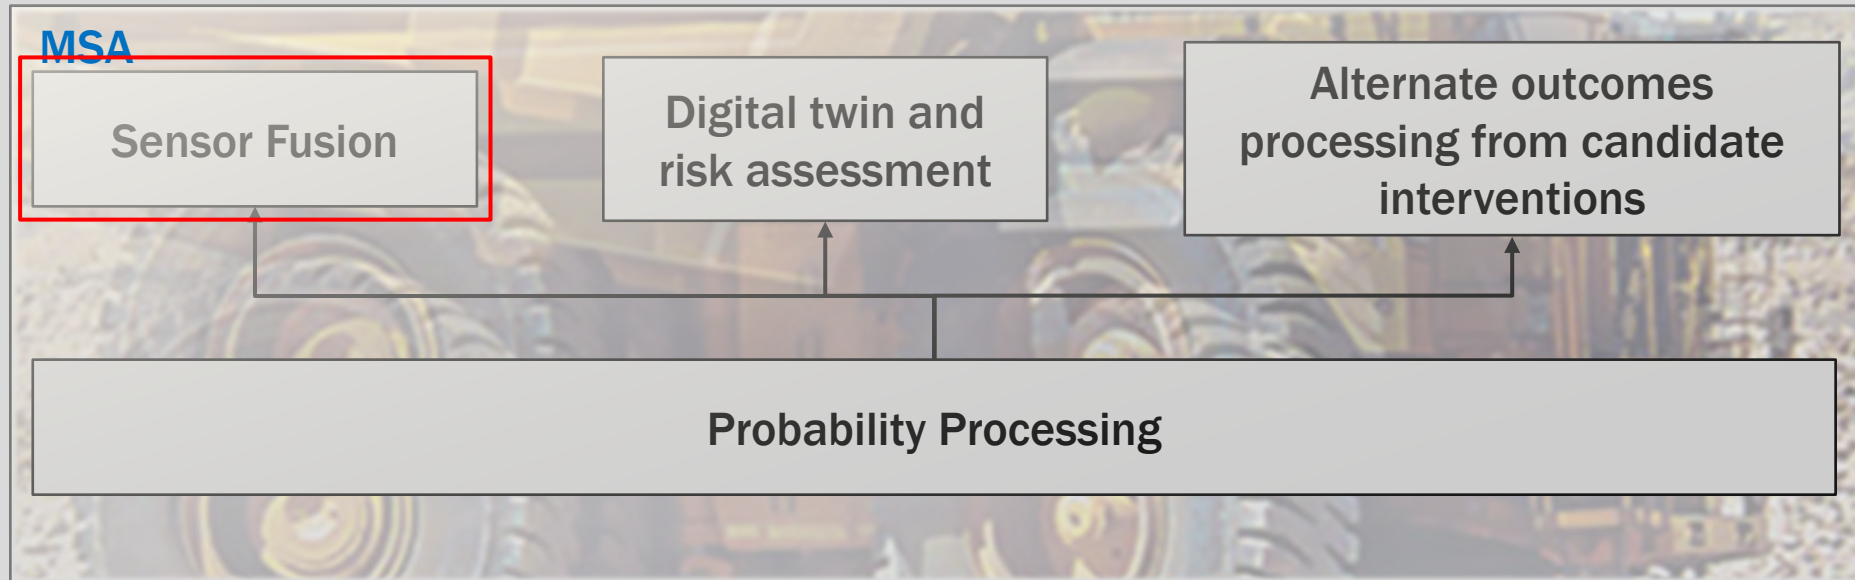 MSA
Sensor Fusion
Digital twin and
risk assessment
Alternate outcomes
processing from candidate
interventions
Probability Processing